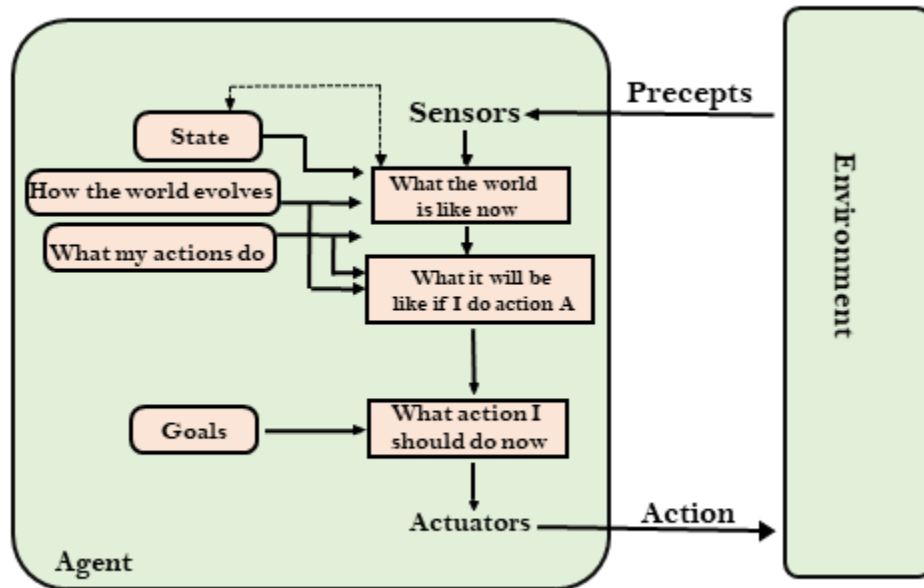 Precepts
Sensors
State
What the world
is like now
How the world evolves
What my actions do
What it will be
like if I do action A
Environment
Goals
What action I
should do now
Actuators
Action
Agent